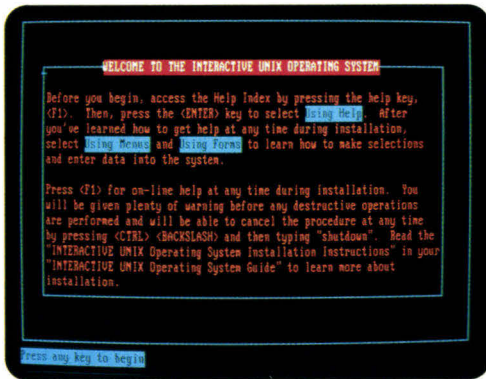 WELCOME TO THE INTERACTIVE UNIX OPERATING SYSTEM
Before you begin, access the Help Index by pressing the help key,
<F1>. Then, press the <ENTER> key to select Using Help. After
you've learned how to get help at any time during installation,
select Using Menus and Using Forms to learn how to make selections
and enter data into the system.
Press <F1> for on-line help at any time during installation. You
will be given plenty of warning before any destructive operations
are performed and will be able to cancel the procedure at any time
by pressing <CTRL> <BACKSLASH> and then typing "shutdown". Read the
"INTERACTIVE UNIX Operating System Installation Instructions" in your
"INTERACTIVE UNIX Operating System Guide" to learn more about
installation.
Press any key to begin